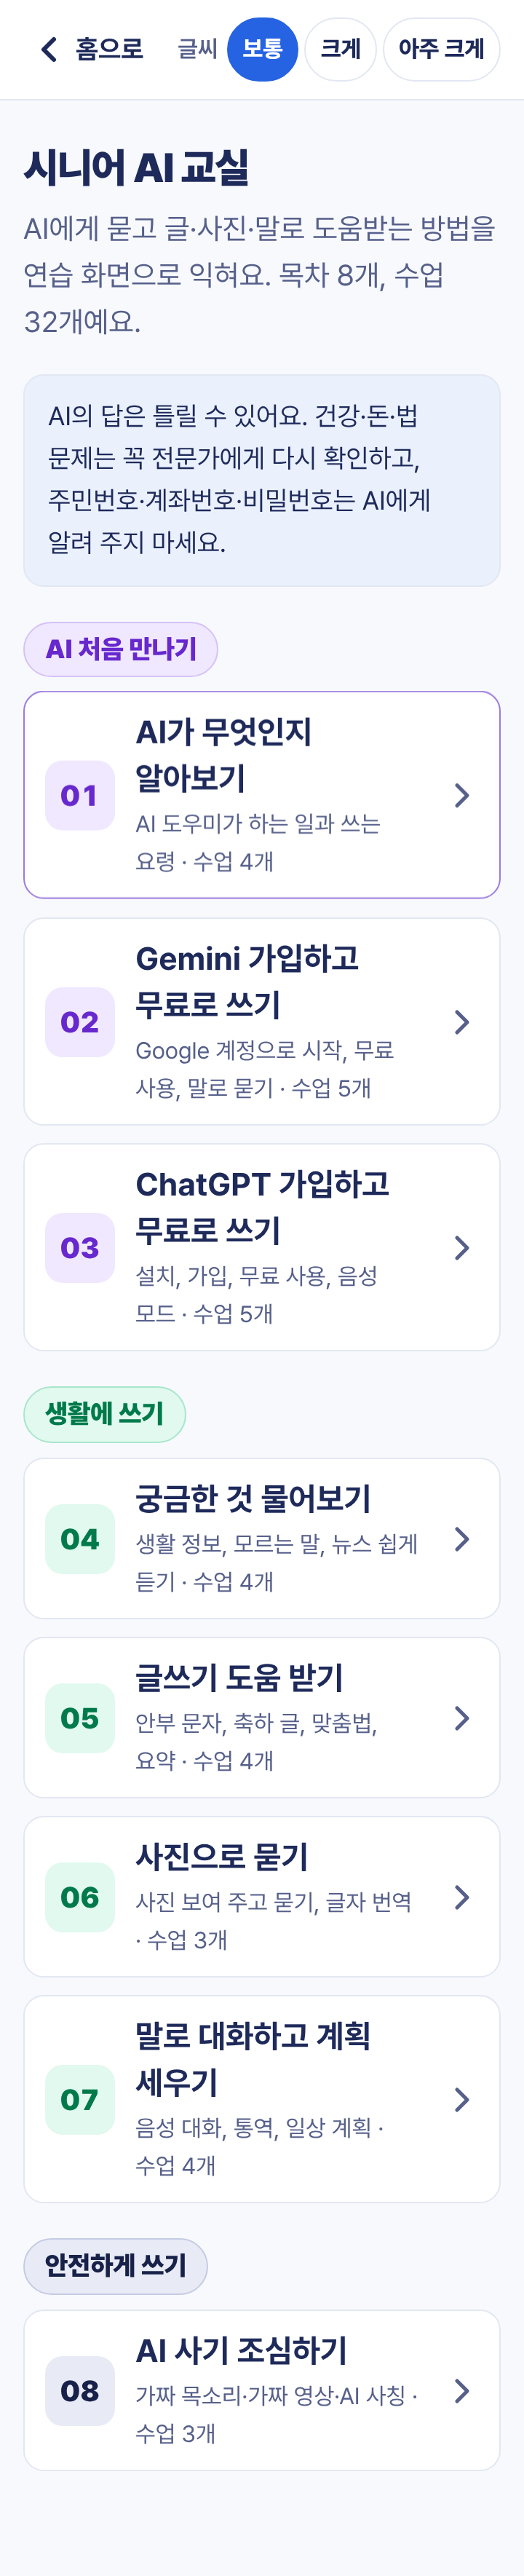 홈으로 글씨 보통 크게 아주 크게
시니어 AI 교실
AI에게 묻고 글·사진·말로 도움받는 방법을
연습 화면으로 익혀요. 목차 8개, 수업
32개예요.
AI의 답은 틀릴 수 있어요. 건강·돈·법
문제는 꼭 전문가에게 다시 확인하고,
주민번호·계좌번호·비밀번호는 AI에게
알려 주지 마세요.
AI 처음 만나기
01
AI가 무엇인지
알아보기
AI 도우미가 하는 일과 쓰는
요령 · 수업 4개
02
Gemini 가입하고
무료로 쓰기
Google 계정으로 시작, 무료
사용, 말로 묻기 · 수업 5개
03
ChatGPT 가입하고
무료로 쓰기
설치, 가입, 무료 사용, 음성
모드 · 수업 5개
생활에 쓰기
04
궁금한 것 물어보기
생활 정보, 모르는 말, 뉴스 쉽게
듣기 · 수업 4개
05
글쓰기 도움 받기
안부 문자, 축하 글, 맞춤법,
요약 · 수업 4개
06
사진으로 묻기
사진 보여 주고 묻기, 글자 번역
· 수업 3개
07
말로 대화하고 계획
세우기
음성 대화, 통역, 일상 계획 ·
수업 4개
안전하게 쓰기
08
AI 사기 조심하기
가짜 목소리·가짜 영상·AI 사칭 ·
수업 3개